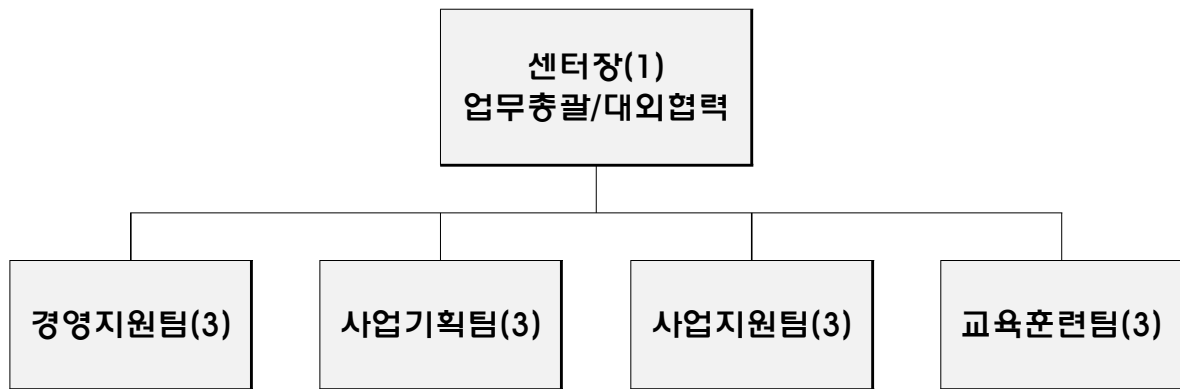 센터장(1)
업무총괄/대외협력
경영지원팀(3)
사업기획팀(3)
사업지원팀(3)
교육훈련팀(3)